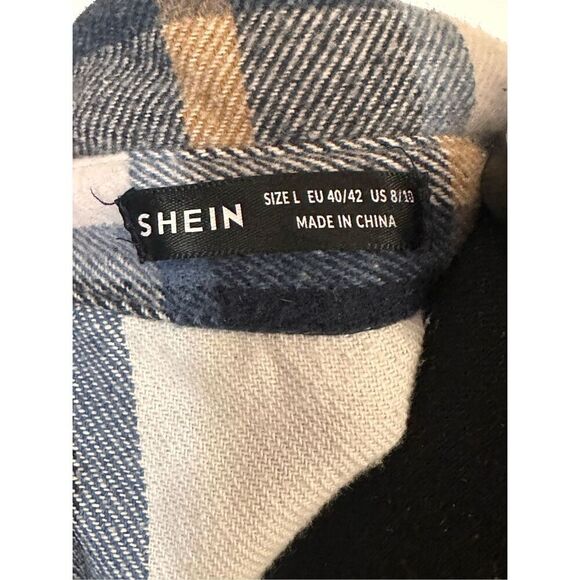 SHEIN
SIZE L EU 40/42 US 8/10
MADE IN CHINA